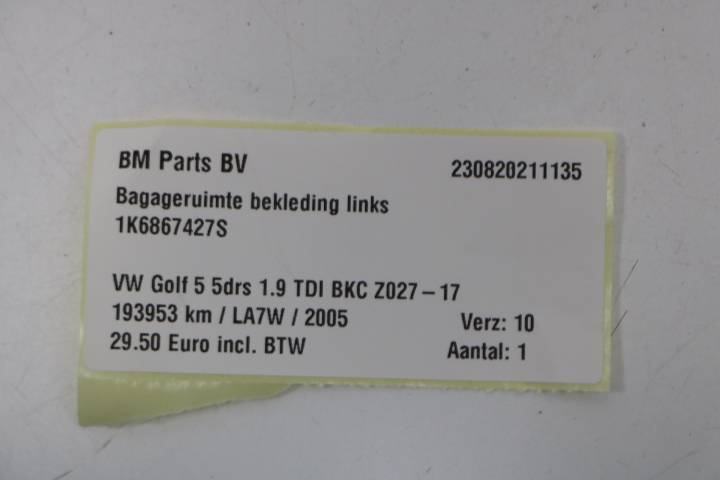 BM Parts BV 230820211135
Bagageruimte bekleding links
1K6867427S
VW Golf 5 5drs 1.9 TDI BKC Z027-17
193953 km / LA7W / 2005 Verz: 10
29.50 Euro incl. BTW Aantal: 1